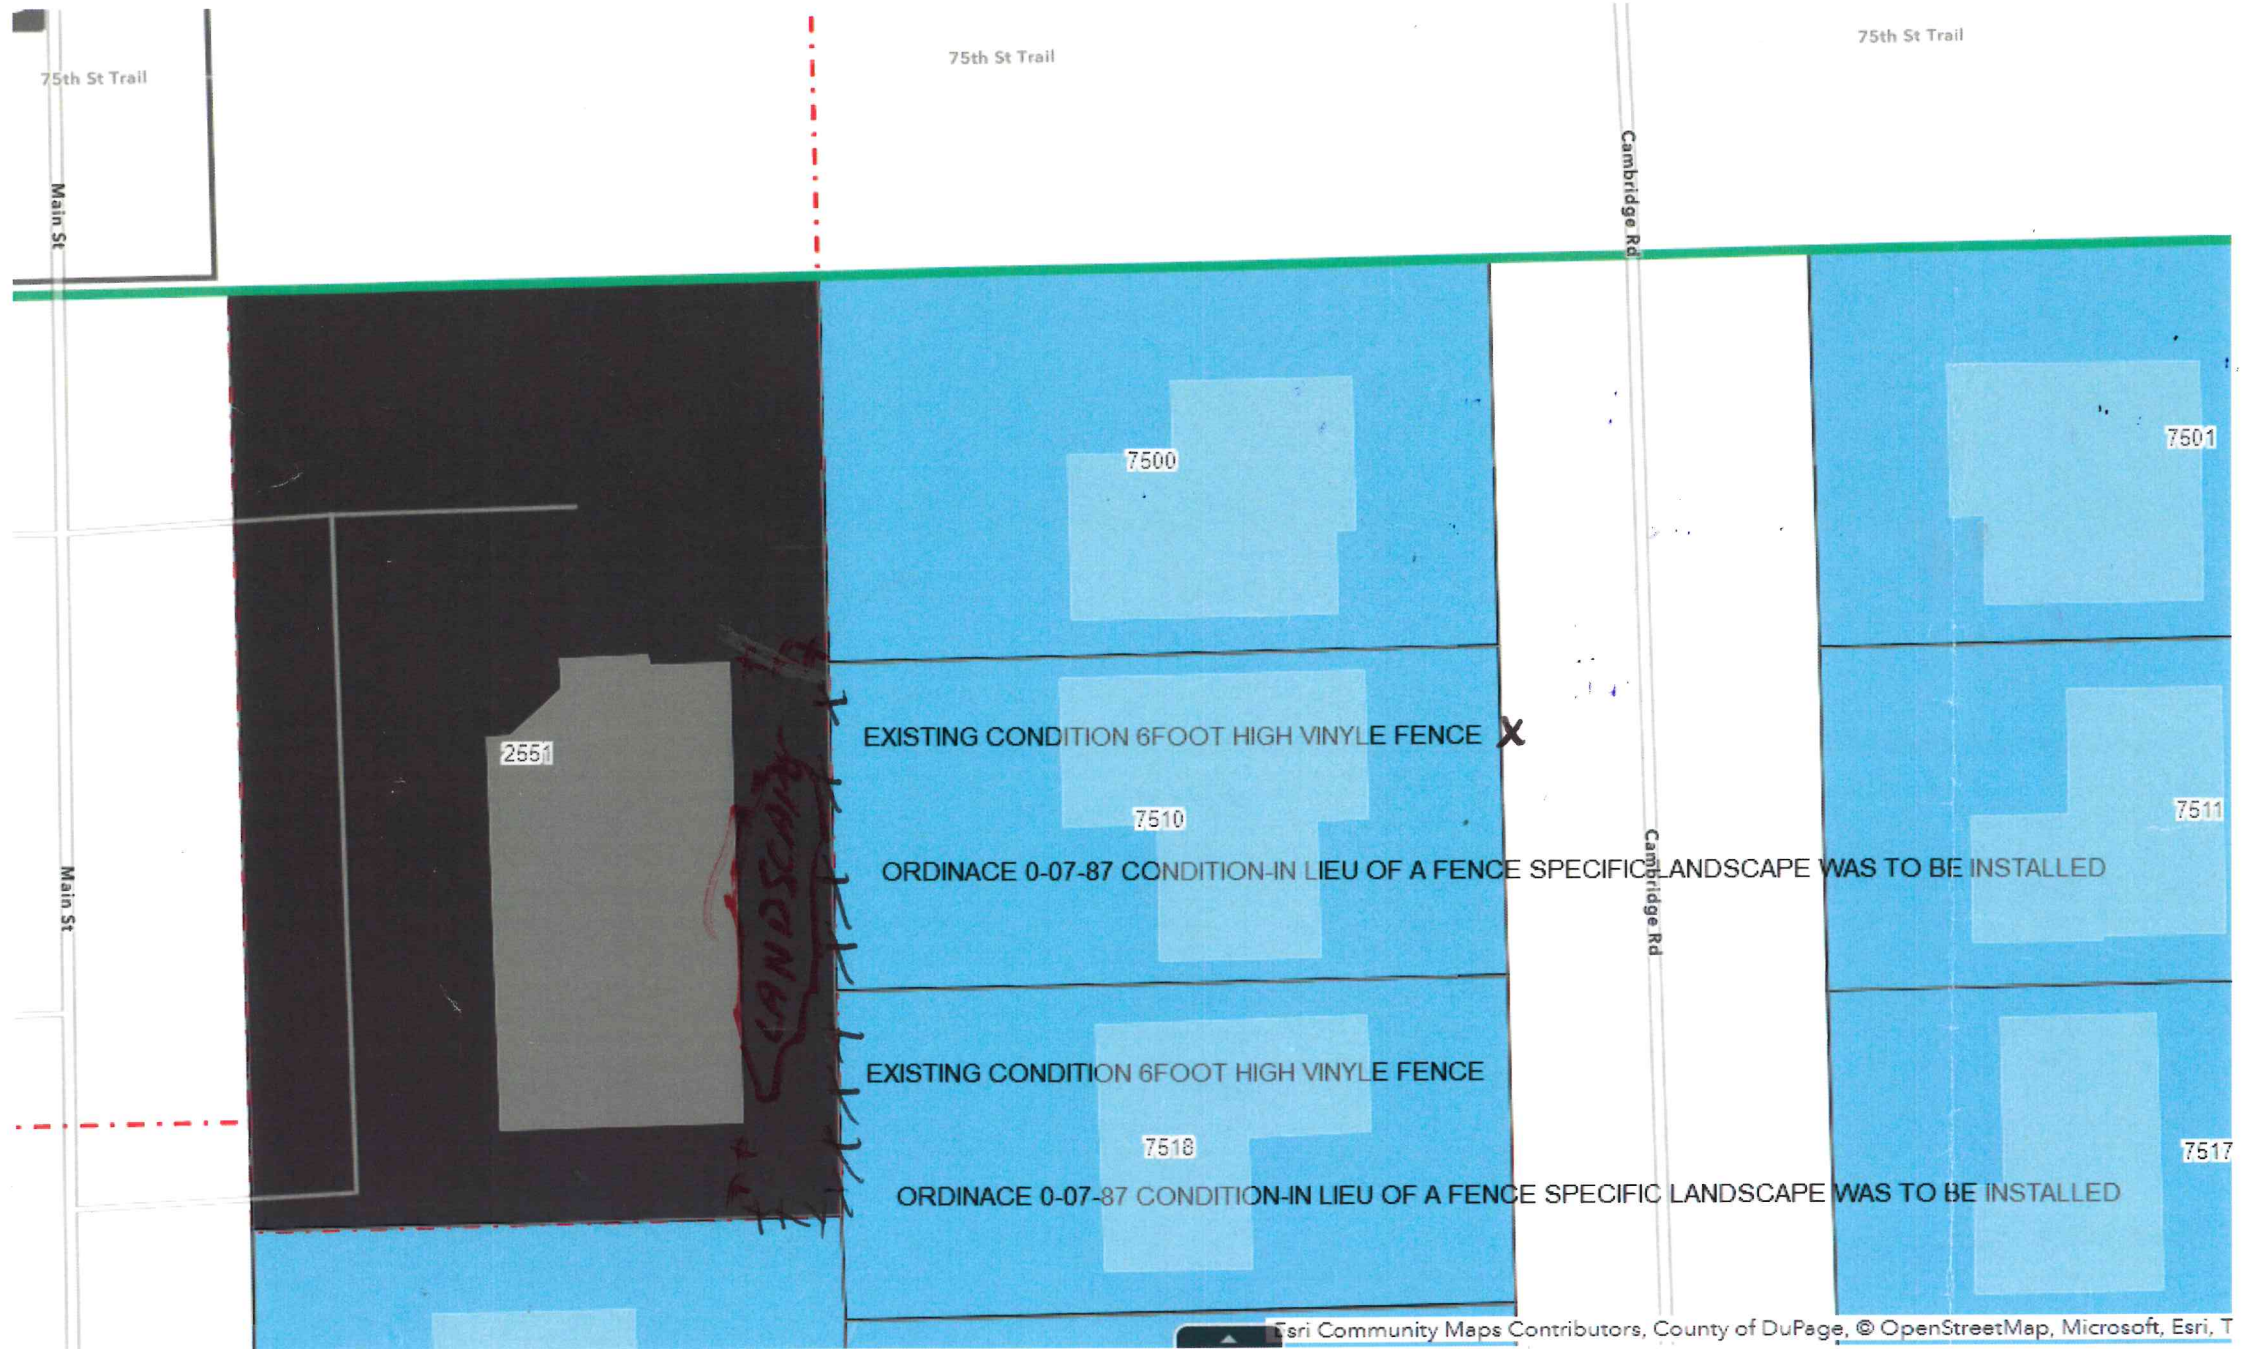 75th St Trail
75th St Trail
75th St Trail
Main St
Cambridge Rd
7500
7501
2551
EXISTING CONDITION 6FOOT HIGH VINYLE FENCE X
LANDSCAPE
7510
7511
ORDINACE 0-07-87 CONDITION-IN LIEU OF A FENCE SPECIFIC LANDSCAPE WAS TO BE INSTALLED
Main St
Cambridge Rd
EXISTING CONDITION 6FOOT HIGH VINYLE FENCE
7518
7517
ORDINACE 0-07-87 CONDITION-IN LIEU OF A FENCE SPECIFIC LANDSCAPE WAS TO BE INSTALLED
Esri Community Maps Contributors, County of DuPage, © OpenStreetMap, Microsoft, Esri, T